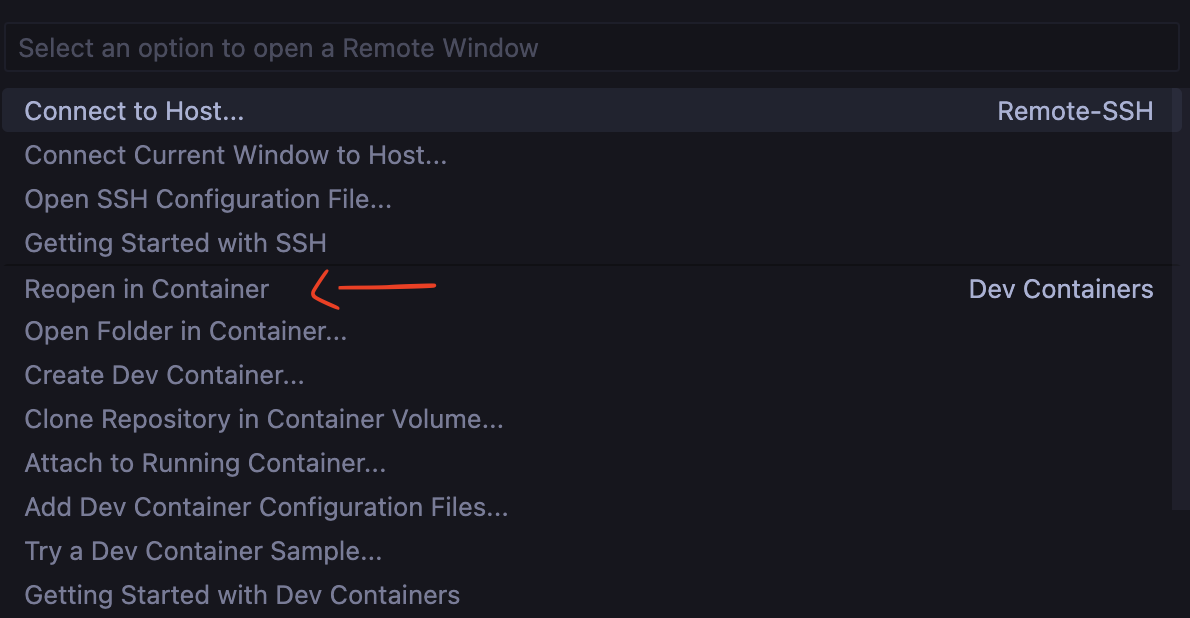 Select an option to open a Remote Window
Connect to Host... Remote-SSH
Connect Current Window to Host...
Open SSH Configuration File...
Getting Started with SSH
Reopen in Container Dev Containers
Open Folder in Container...
Create Dev Container...
Clone Repository in Container Volume...
Attach to Running Container...
Add Dev Container Configuration Files...
Try a Dev Container Sample...
Getting Started with Dev Containers